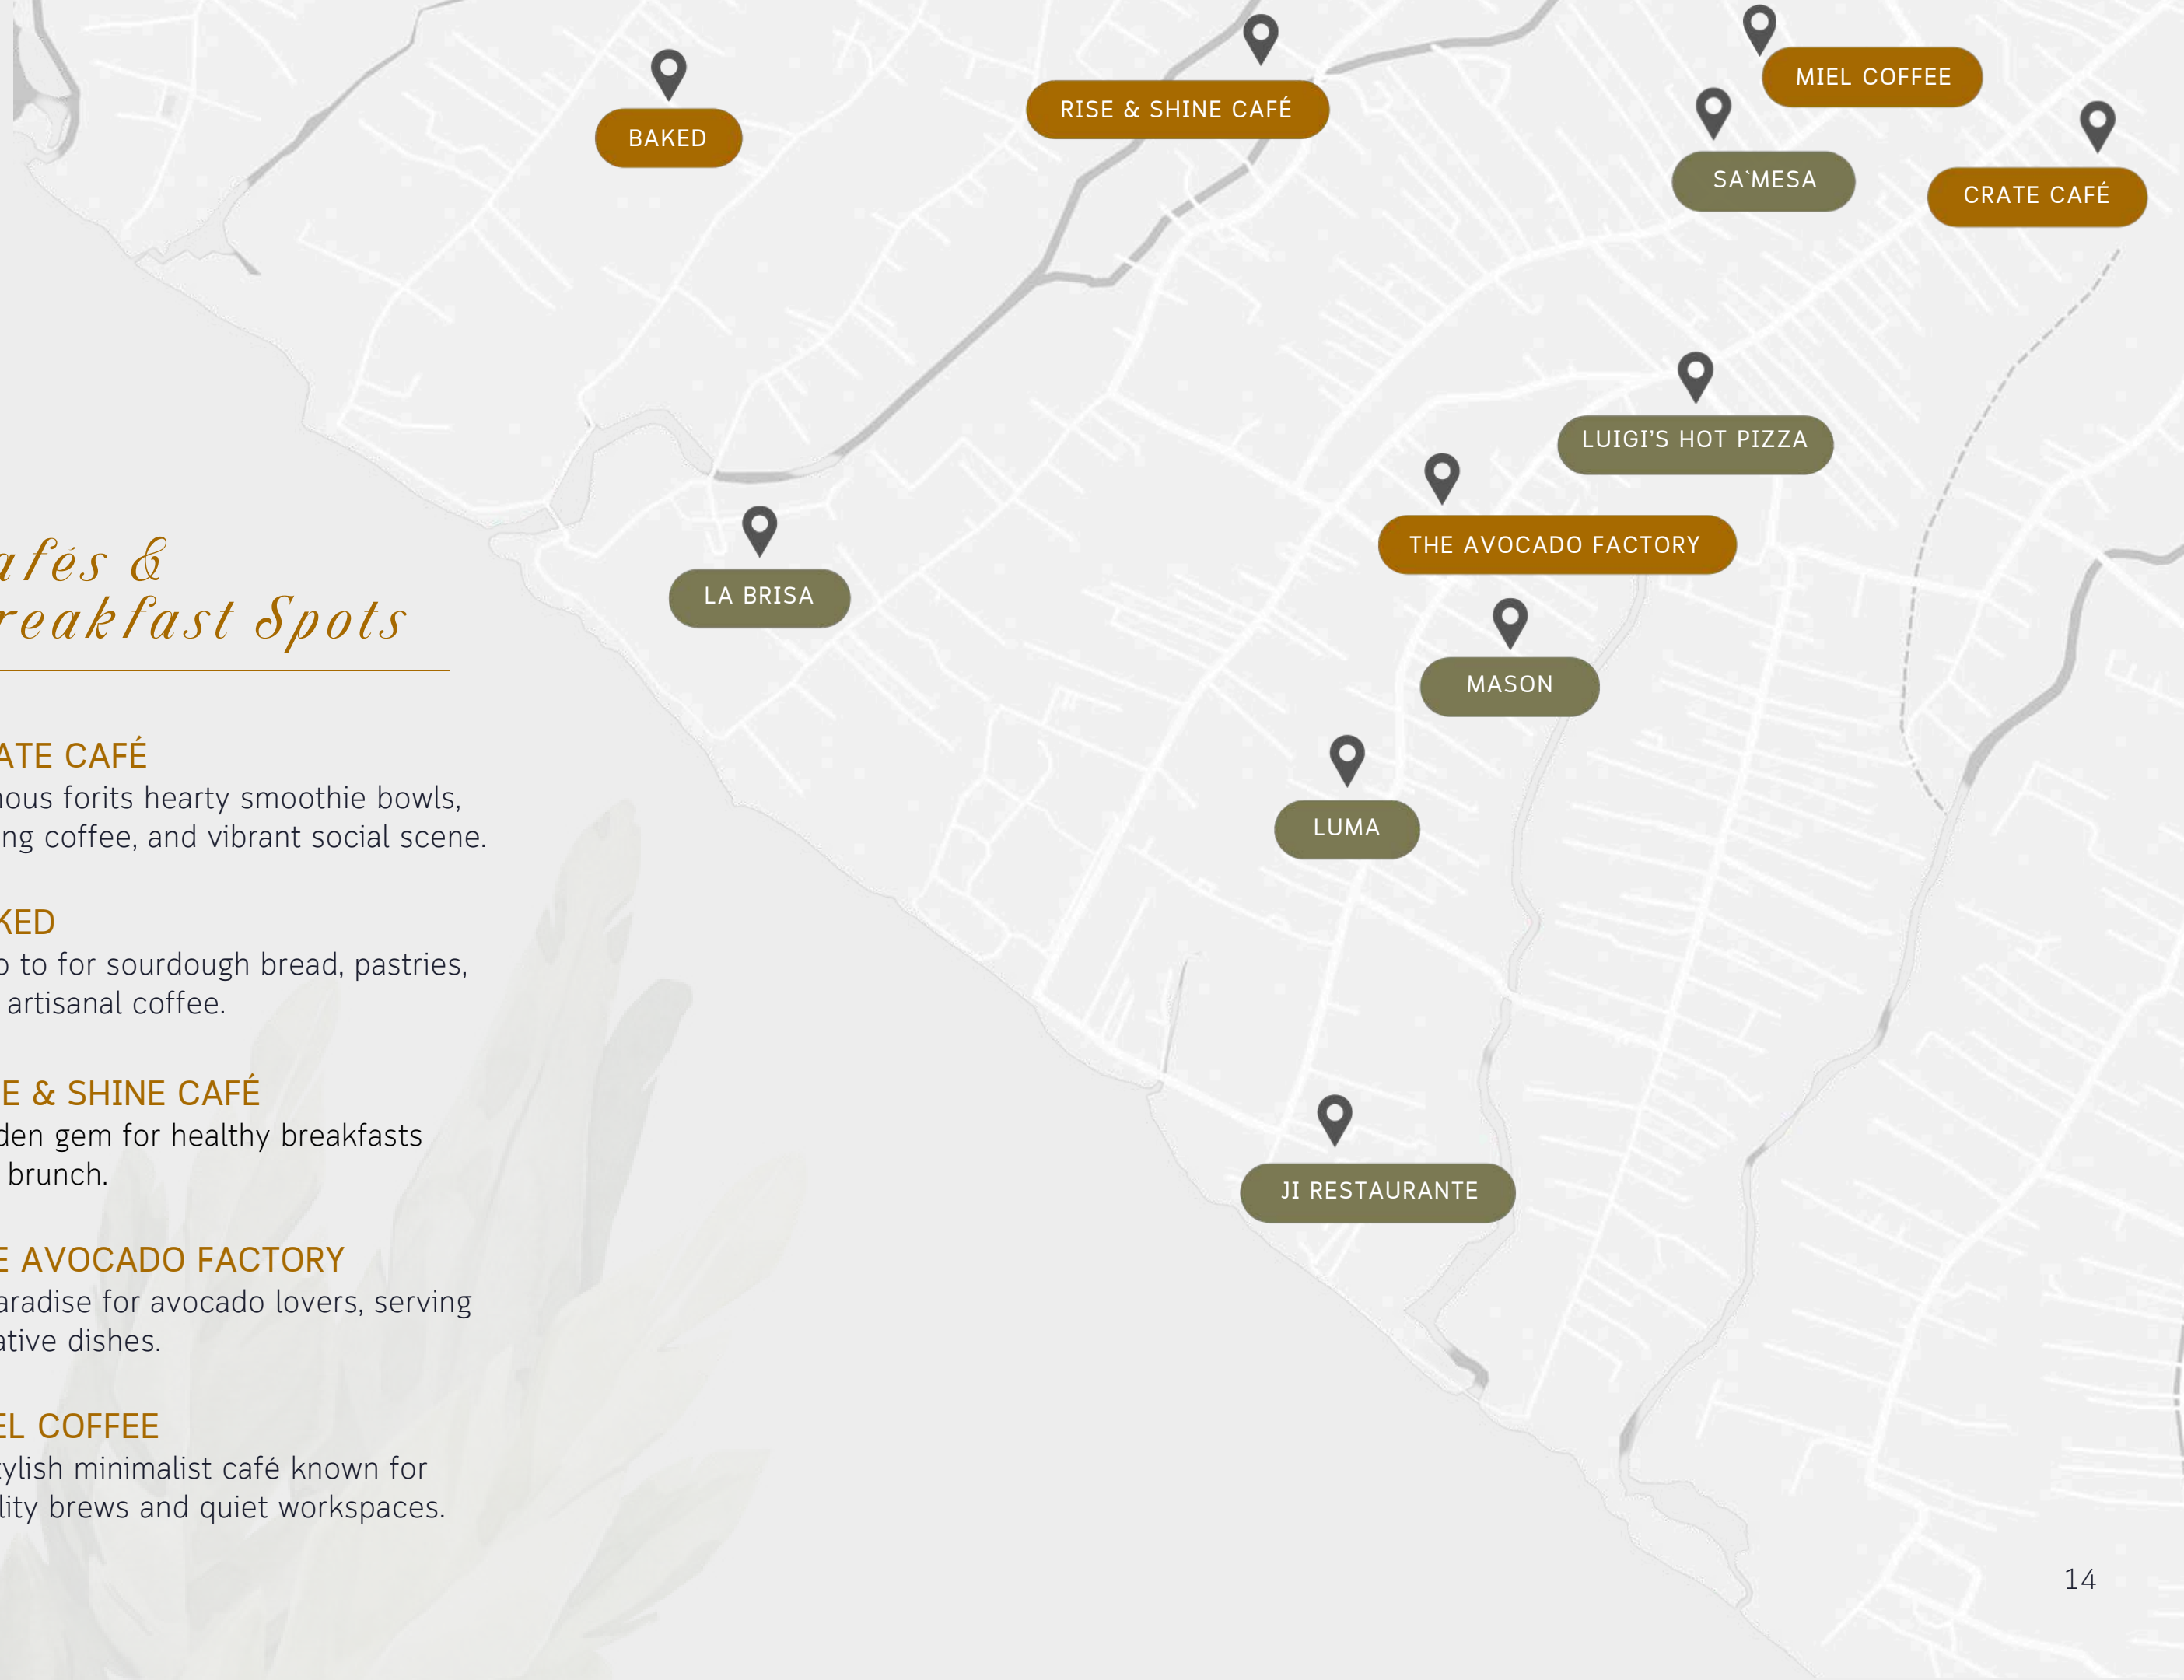 afés &
reakfast Spots
ATE CAFÉ
nous forits hearty smoothie bowls,
ng coffee, and vibrant social scene.
KED
o to for sourdough bread, pastries,
artisanal coffee.
E & SHINE CAFÉ
den gem for healthy breakfasts
brunch.
E AVOCADO FACTORY
aradise for avocado lovers, serving
ative dishes.
EL COFFEE
tylish minimalist café known for
lity brews and quiet workspaces.
MIEL COFFEE
RISE & SHINE CAFÉ
BAKED
SA`MESA
CRATE CAFÉ
LUIGI'S HOT PIZZA
THE AVOCADO FACTORY
LA BRISA
MASON
LUMA
JI RESTAURANTE
14